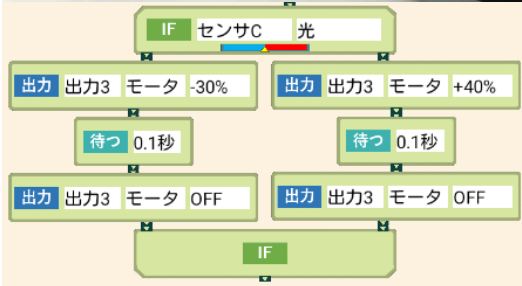 IF センサC 光
出力 出力3 モータ -30%
出力 出力3 モータ +40%
待つ 0.1秒
待つ 0.1秒
出力 出力3 モータ OFF
出力 出力3 モータ OFF
IF